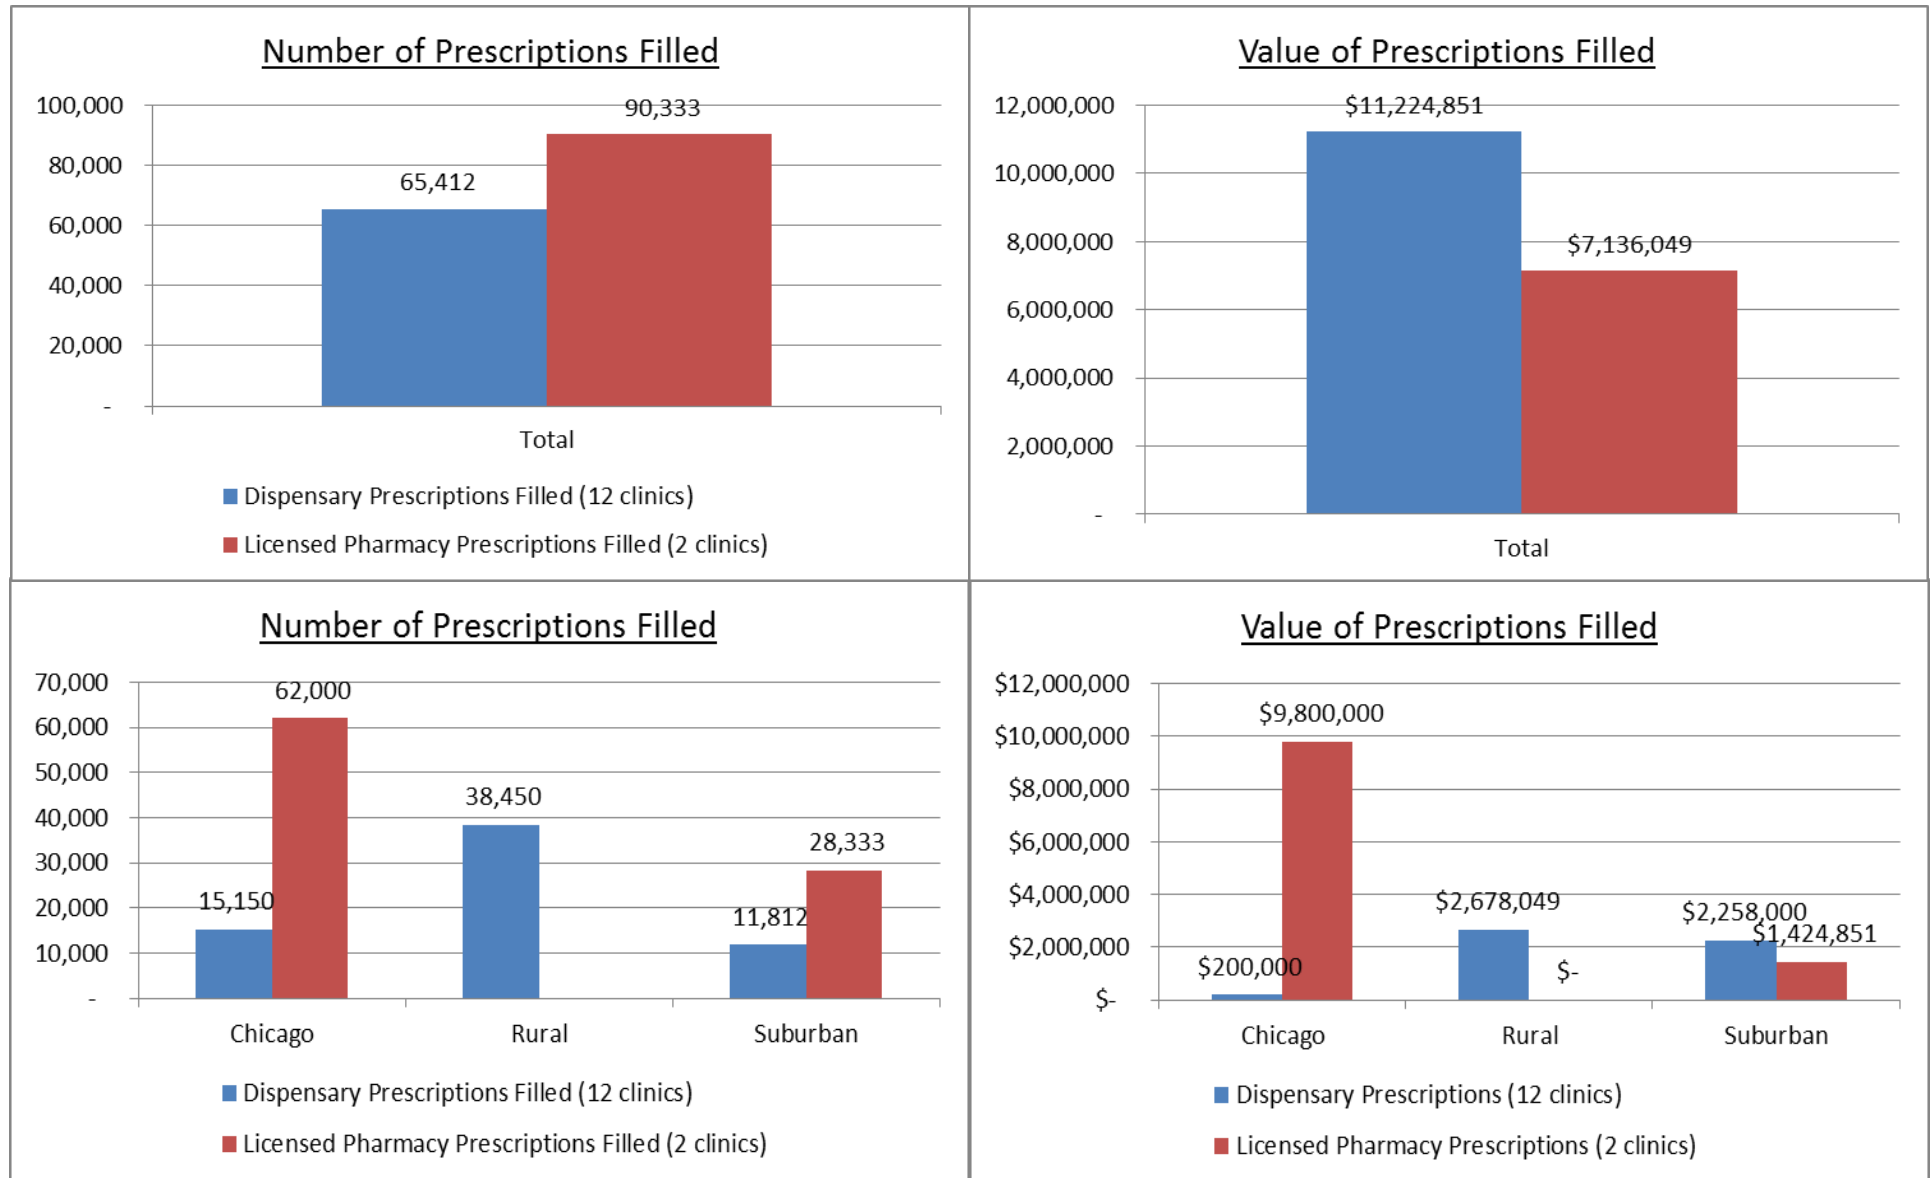 Number of Prescriptions Filled
100,000
80,000
60,000
40,000
20,000
-
65,412
90,333
Total
Dispensary Prescriptions Filled (12 clinics)
Licensed Pharmacy Prescriptions Filled (2 clinics)
Value of Prescriptions Filled
12,000,000
10,000,000
8,000,000
6,000,000
4,000,000
2,000,000
-
$11,224,851
$7,136,049
Total
Number of Prescriptions Filled
70,000
60,000
50,000
40,000
30,000
20,000
10,000
-
15,150
62,000
38,450
11,812
28,333
Chicago
Rural
Suburban
Dispensary Prescriptions Filled (12 clinics)
Licensed Pharmacy Prescriptions Filled (2 clinics)
Value of Prescriptions Filled
$12,000,000
$10,000,000
$8,000,000
$6,000,000
$4,000,000
$2,000,000
$-
$200,000
$9,800,000
$2,678,049
$-
$2,258,000
$1,424,851
Chicago
Rural
Suburban
Dispensary Prescriptions (12 clinics)
Licensed Pharmacy Prescriptions (2 clinics)